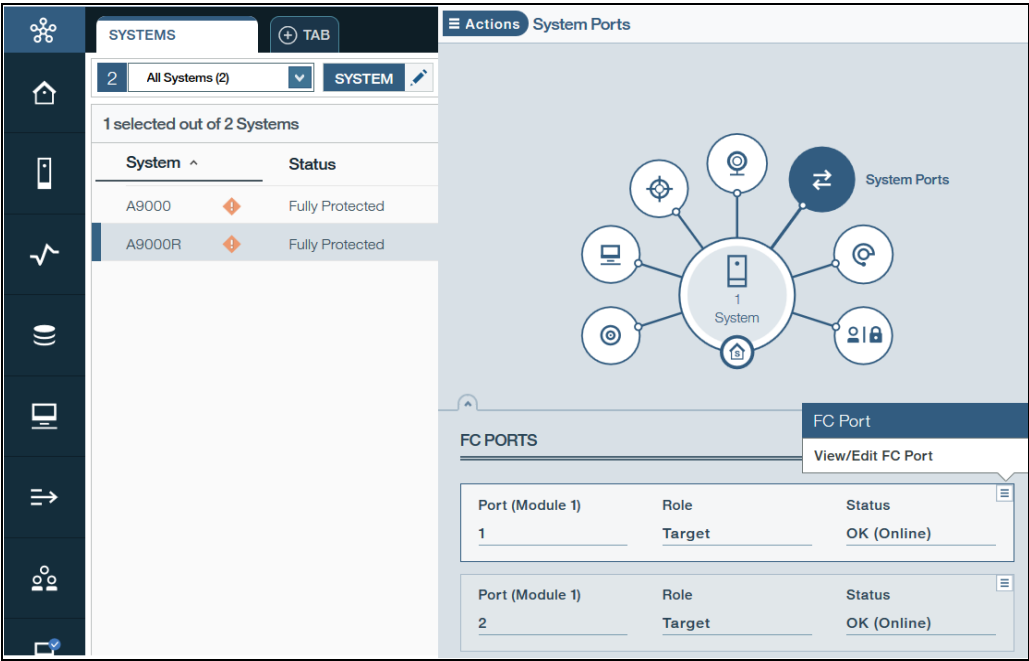 SYSTEMS
TAB
Actions System Ports
2 All Systems (2) SYSTEM
1 selected out of 2 Systems
System Status
A9000 Fully Protected
A9000R Fully Protected
System Ports
1
System
S
FC Port
View/Edit FC Port
FC PORTS
Port (Module 1) Role Status
1 Target OK (Online)
Port (Module 1) Role Status
2 Target OK (Online)